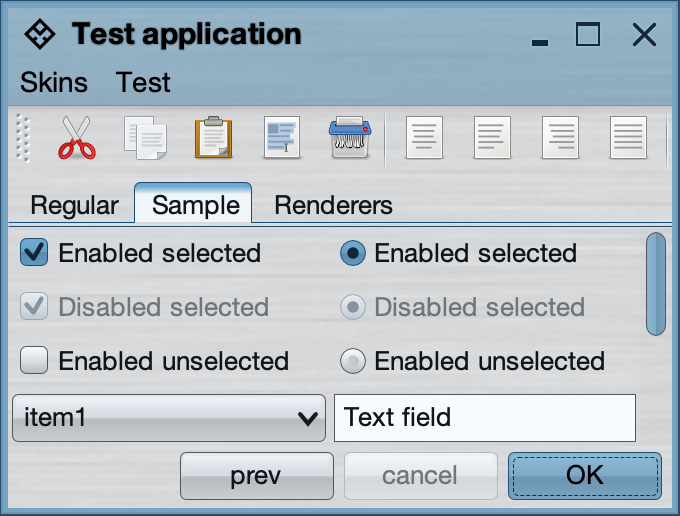 Test application
Skins Test
Regular Sample Renderers
Enabled selected Enabled selected
Disabled selected Disabled selected
Enabled unselected Enabled unselected
item1 Text field
prev cancel OK